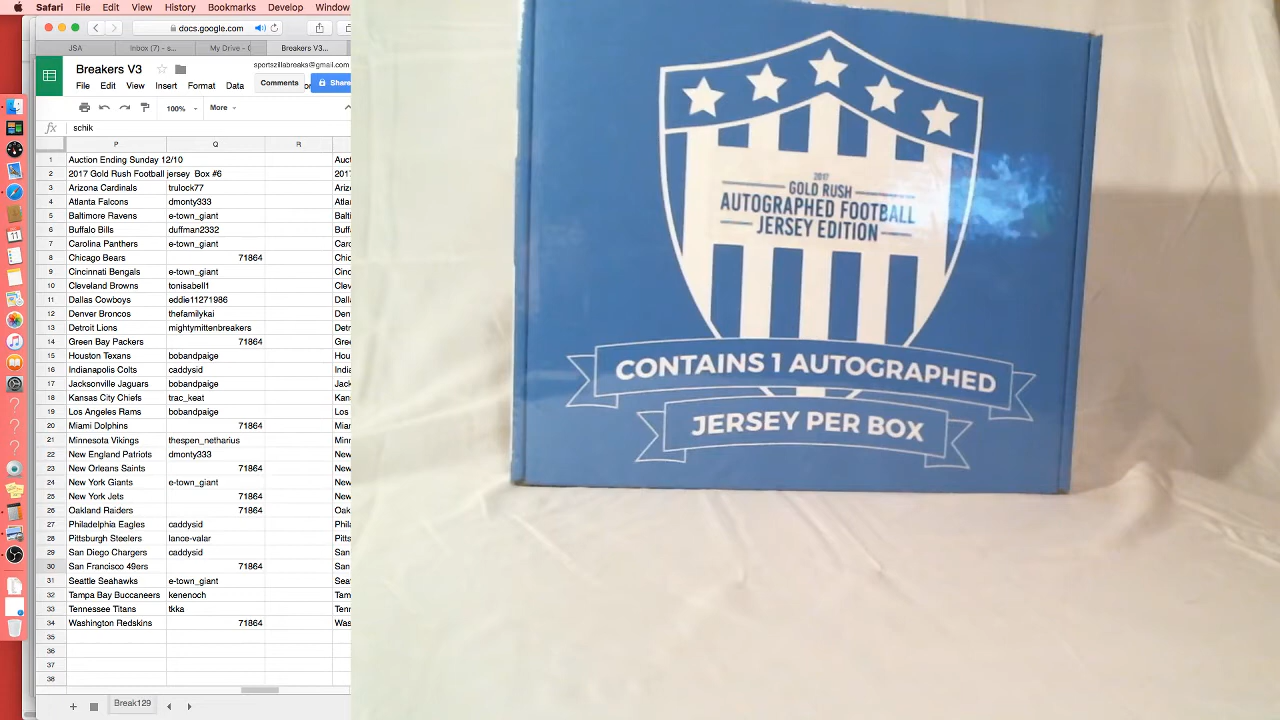 Safari File Edit View History Bookmarks Develop Window
docs.google.com
JSA Inbox (7) - s... My Drive - Breakers V3...
Breakers V3
sportszillabreaks@gmail.com
File Edit View Insert Format Data
Comments Share
100% More
fx schik
P Q R
1 Auction Ending Sunday 12/10
2 2017 Gold Rush Football jersey Box #6
3 Arizona Cardinals trulock77
4 Atlanta Falcons dmonty333
5 Baltimore Ravens e-town_giant
6 Buffalo Bills duffman2332
7 Carolina Panthers e-town_giant
8 Chicago Bears 71864
9 Cincinnati Bengals e-town_giant
10 Cleveland Browns tonisabell1
11 Dallas Cowboys eddie11271986
12 Denver Broncos thefamilykai
13 Detroit Lions mightymittenbreakers
14 Green Bay Packers 71864
15 Houston Texans bobandpaige
16 Indianapolis Colts caddysid
17 Jacksonville Jaguars bobandpaige
18 Kansas City Chiefs trac_keat
19 Los Angeles Rams bobandpaige
20 Miami Dolphins 71864
21 Minnesota Vikings thespen_netharius
22 New England Patriots dmonty333
23 New Orleans Saints 71864
24 New York Giants e-town_giant
25 New York Jets 71864
26 Oakland Raiders 71864
27 Philadelphia Eagles caddysid
28 Pittsburgh Steelers lance-valar
29 San Diego Chargers caddysid
30 San Francisco 49ers 71864
31 Seattle Seahawks e-town_giant
32 Tampa Bay Buccaneers kenenoch
33 Tennessee Titans tkka
34 Washington Redskins 71864
35
36
37
38
Break129
2017
GOLD RUSH
AUTOGRAPHED FOOTBALL
JERSEY EDITION
CONTAINS 1 AUTOGRAPHED
JERSEY PER BOX